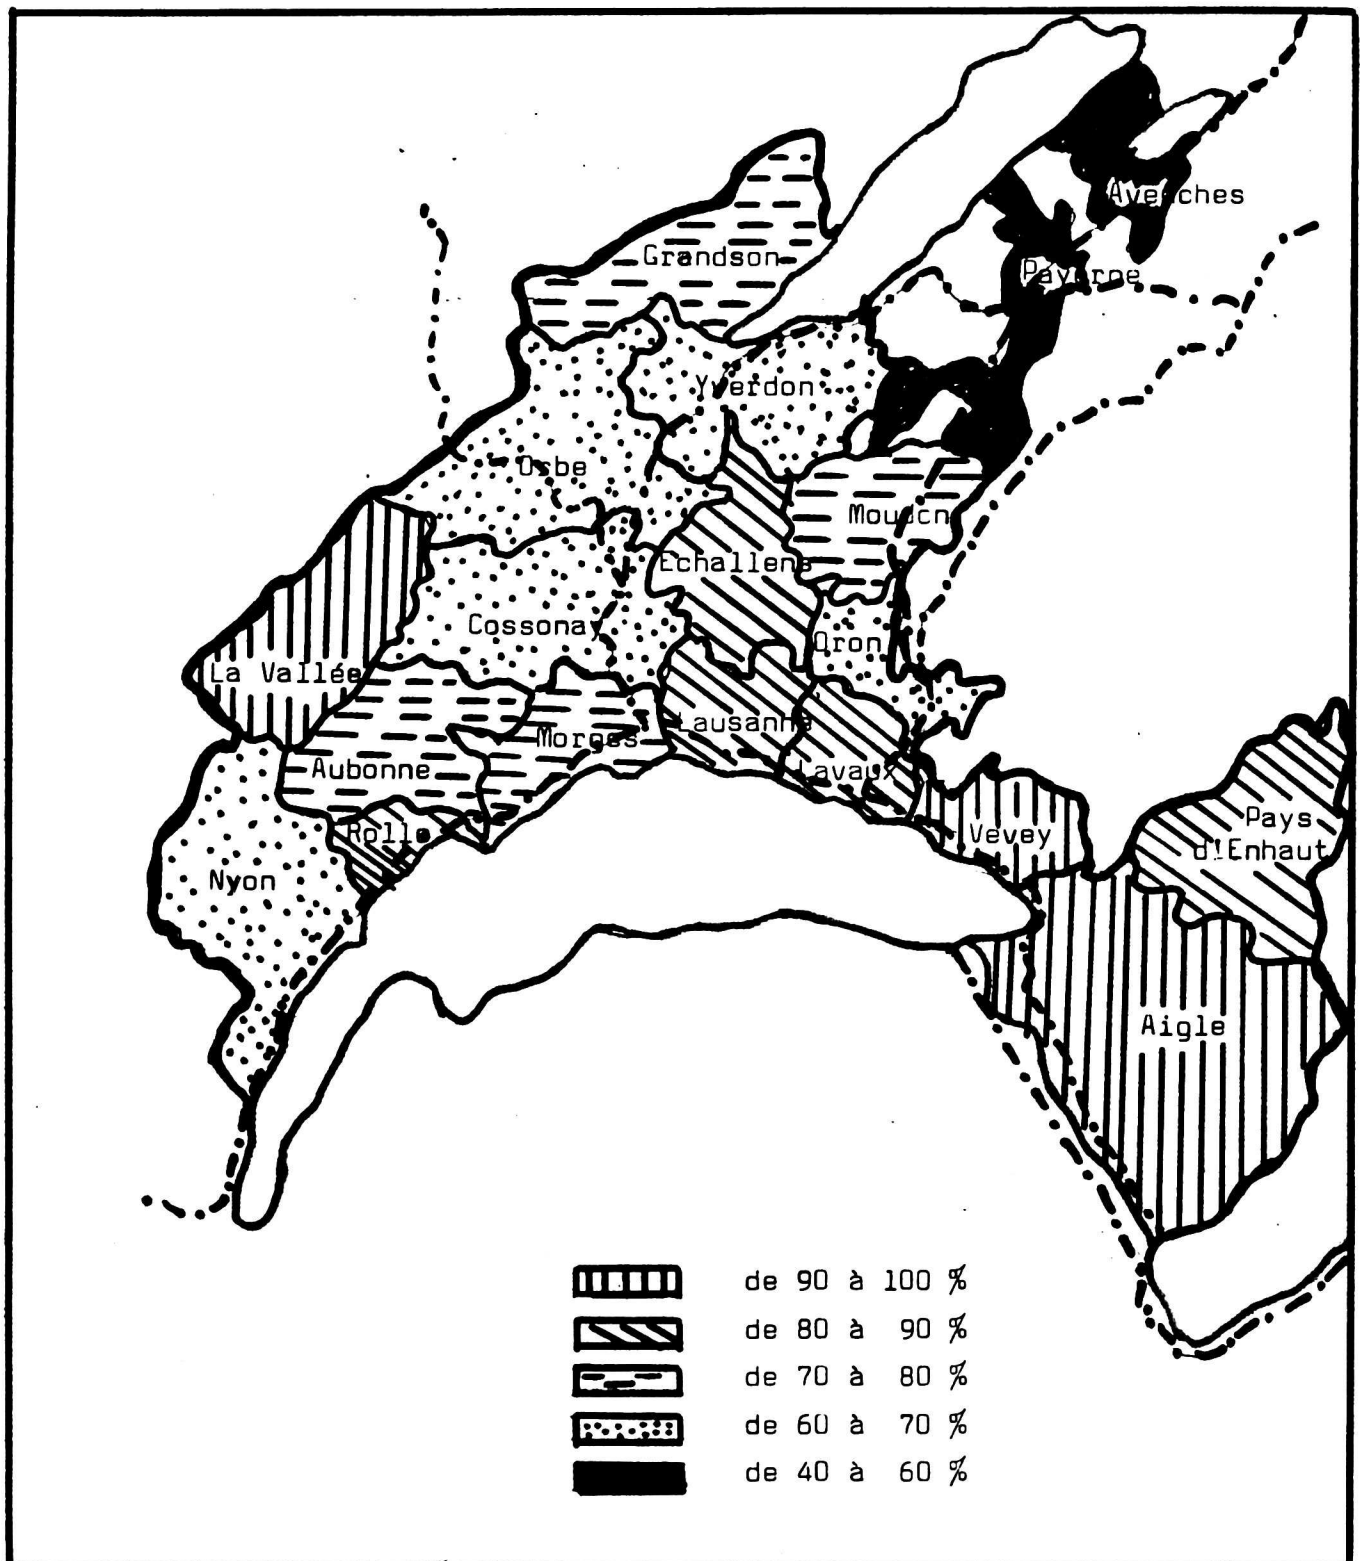 Avenches
Grandson
Payerne
Yverdon
Orbe
Moudon
Echallens
Cossonay
Oron
La Vallée
Lausanne
Morges
Aubonne
Lavaux
Rolle
Vevey
Pays
d'Enhaut
Nyon
Aigle
de 90 à 100 %
de 80 à 90 %
de 70 à 80 %
de 60 à 70 %
de 40 à 60 %